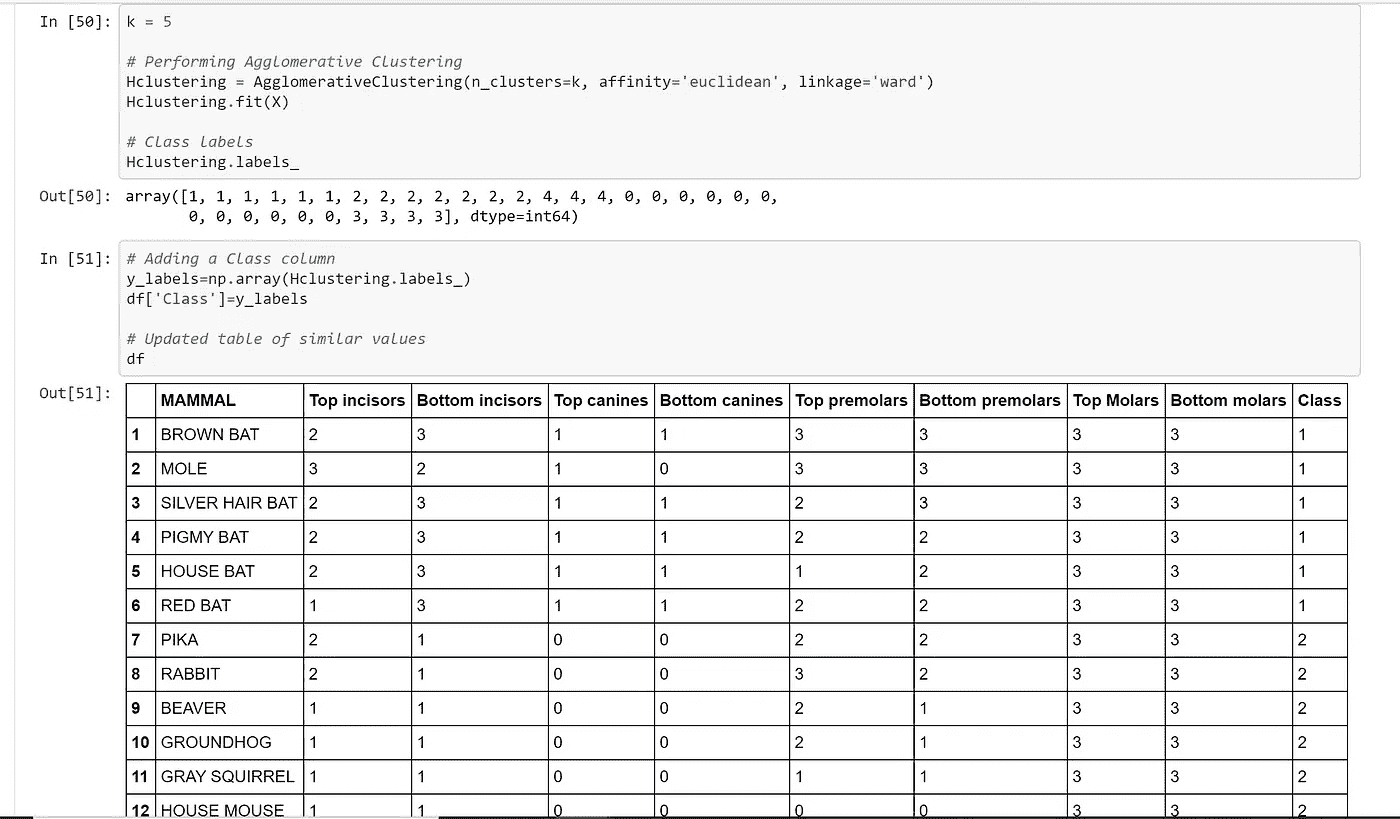 In [50]: k = 5
# Performing Agglomerative Clustering
Hclustering = AgglomerativeClustering(n_clusters=k, affinity='euclidean', linkage='ward')
Hclustering.fit(X)
# Class labels
Hclustering.labels_
Out[50]: array([1, 1, 1, 1, 1, 1, 2, 2, 2, 2, 2, 2, 2, 4, 4, 4, 0, 0, 0, 0, 0, 0,
0, 0, 0, 0, 0, 0, 3, 3, 3, 3], dtype=int64)
In [51]: # Adding a Class column
y_labels=np.array(Hclustering.labels_)
df['Class']=y_labels
# Updated table of similar values
df
Out[51]:
MAMMAL Top incisors Bottom incisors Top canines Bottom canines Top premolars Bottom premolars Top Molars Bottom molars Class
1 BROWN BAT 2 3 1 1 3 3 3 3 1
2 MOLE 3 2 1 0 3 3 3 3 1
3 SILVER HAIR BAT 2 3 1 1 2 3 3 3 1
4 PIGMY BAT 2 3 1 1 2 2 3 3 1
5 HOUSE BAT 2 3 1 1 1 2 3 3 1
6 RED BAT 1 3 1 1 2 2 3 3 1
7 PIKA 2 1 0 0 2 2 3 3 2
8 RABBIT 2 1 0 0 3 2 3 3 2
9 BEAVER 1 1 0 0 2 1 3 3 2
10 GROUNDHOG 1 1 0 0 2 1 3 3 2
11 GRAY SQUIRREL 1 1 0 0 1 1 3 3 2
12 HOUSE MOUSE 1 1 0 0 0 0 3 3 2